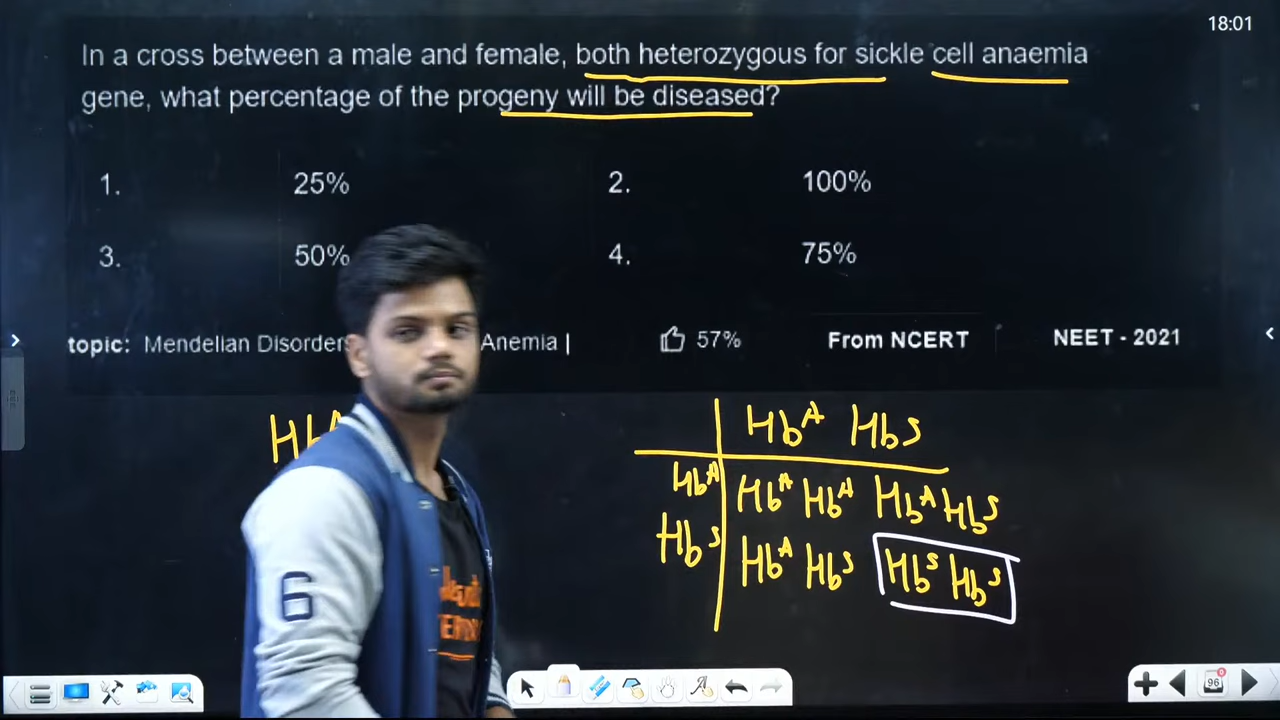 18:01
In a cross between a male and female, both heterozygous for sickle cell anaemia
gene, what percentage of the progeny will be diseased?
1. 25% 2. 100%
3. 50% 4. 75%
topic: Mendelian Anemia | 57% From NCERT NEET - 2021
Hb^A Hb^S
Hb^A Hb^A Hb^A Hb^A Hb^S
Hb^S Hb^A Hb^S Hb^S Hb^S
6
96